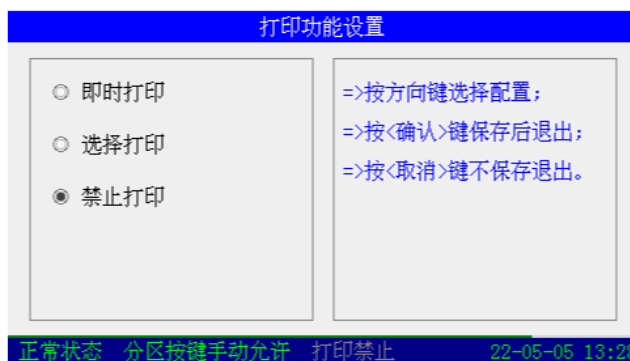 打印功能设置
即时打印
选择打印
禁止打印
=>按方向键选择配置;
=>按<确认>键保存后退出;
=>按<取消>键不保存退出。
正常状态 分区按键手动允许 打印禁止 22-05-05 13:29